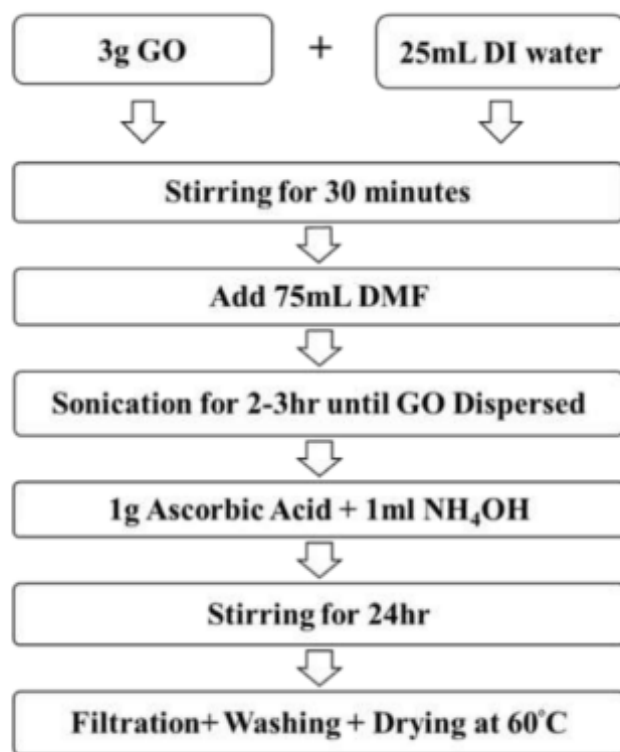 3g GO + 25mL DI water
Stirring for 30 minutes
Add 75mL DMF
Sonication for 2-3hr until GO Dispersed
1g Ascorbic Acid + 1ml NH₄OH
Stirring for 24hr
Filtration+ Washing + Drying at 60°C